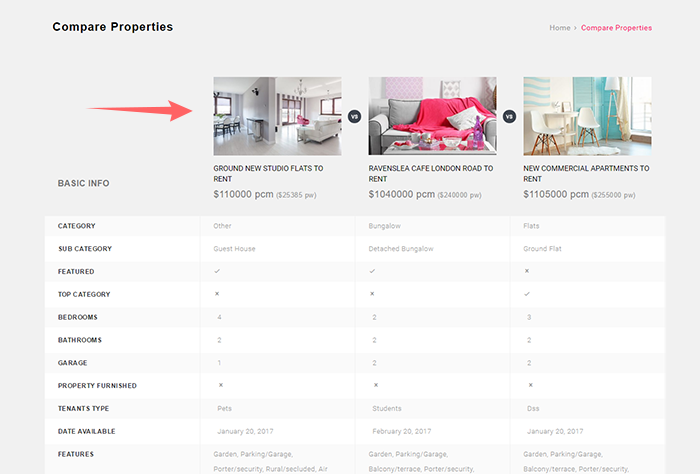 Compare Properties
Home › Compare Properties
VS
VS
BASIC INFO
GROUND NEW STUDIO FLATS TO
RENT
$110000 pcm ($25385 pw)
RAVENSLEA CAFE LONDON ROAD TO
RENT
$1040000 pcm ($240000 pw)
NEW COMMERCIAL APARTMENTS TO
RENT
$1105000 pcm ($255000 pw)
CATEGORY Other Bungalow Flats
SUB CATEGORY Guest House Detached Bungalow Ground Flat
FEATURED ✓ ✓ ×
TOP CATEGORY × × ✓
BEDROOMS 4 2 3
BATHROOMS 2 2 2
GARAGE 1 2 2
PROPERTY FURNISHED × × ×
TENANTS TYPE Pets Students Dss
DATE AVAILABLE January 20, 2017 February 20, 2017 January 20, 2017
FEATURES Garden, Parking/Garage, Garden, Parking/Garage, Garden, Parking/Garage,
Porter/security, Rural/secluded, Air Balcony/terrace, Porter/security, Balcony/terrace, Porter/security,